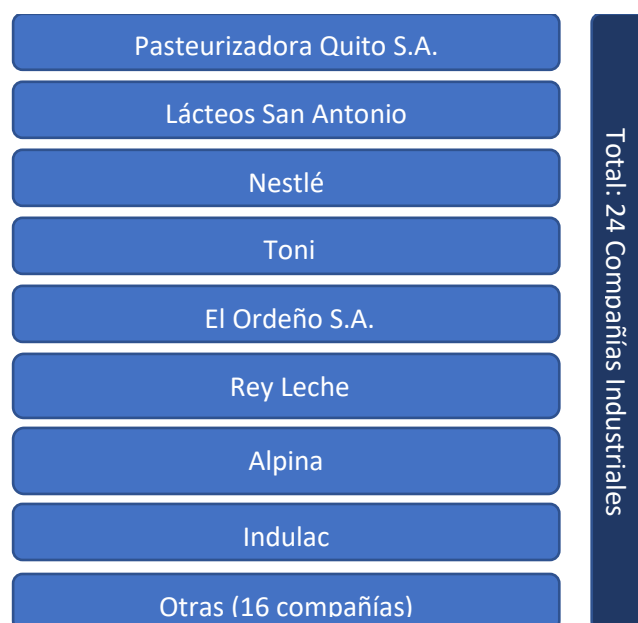 Pasteurizadora Quito S.A.
Lácteos San Antonio
Nestlé
Toni
El Ordeño S.A.
Rey Leche
Alpina
Indulac
Otras (16 compañías)
Total: 24 Compañías Industriales